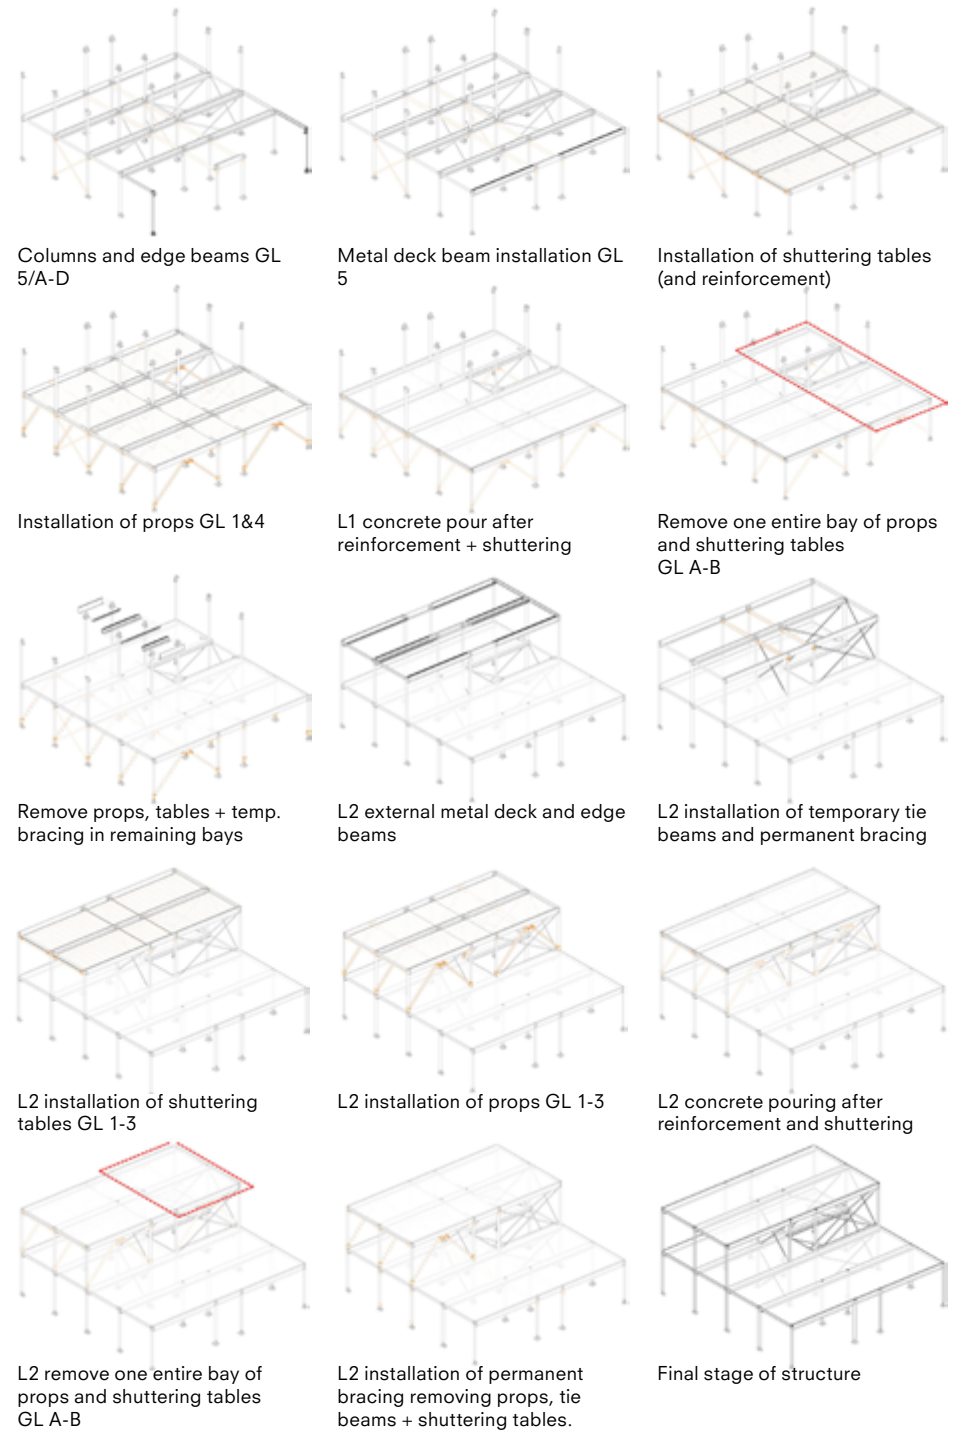 Columns and edge beams GL
5/A-D
Metal deck beam installation GL
5
Installation of shuttering tables
(and reinforcement)
Installation of props GL 1&4
L1 concrete pour after
reinforcement + shuttering
Remove one entire bay of props
and shuttering tables
GL A-B
Remove props, tables + temp.
bracing in remaining bays
L2 external metal deck and edge
beams
L2 installation of temporary tie
beams and permanent bracing
L2 installation of shuttering
tables GL 1-3
L2 installation of props GL 1-3
L2 concrete pouring after
reinforcement and shuttering
L2 remove one entire bay of
props and shuttering tables
GL A-B
L2 installation of permanent
bracing removing props, tie
beams + shuttering tables.
Final stage of structure